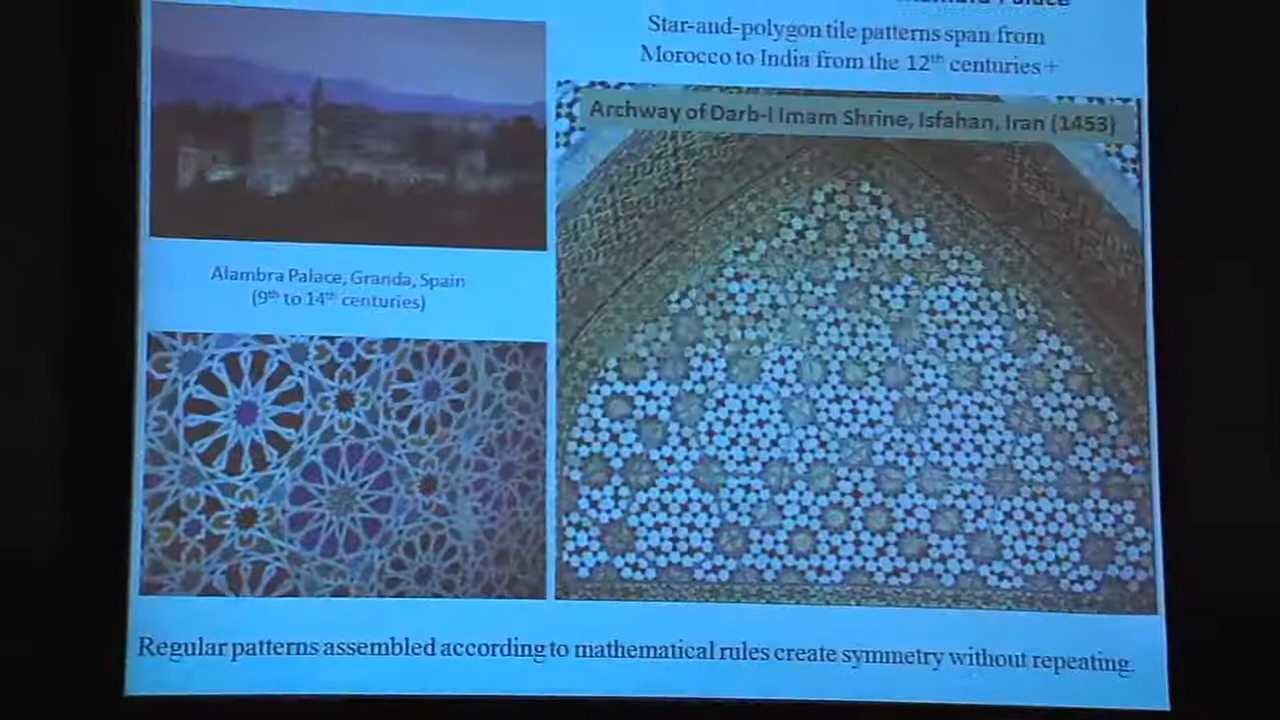 Palace
Star-aud-polygon tile patterns span from
Morocco to India from the 12th centuries+
Archway of Darb-I Imam Shrine, Isfahan, Iran (1453)
Alambra Palace, Granda, Spain
(9th to 14th centuries)
Regular patterns assembled according to mathematical rules create symmetry without repeating.